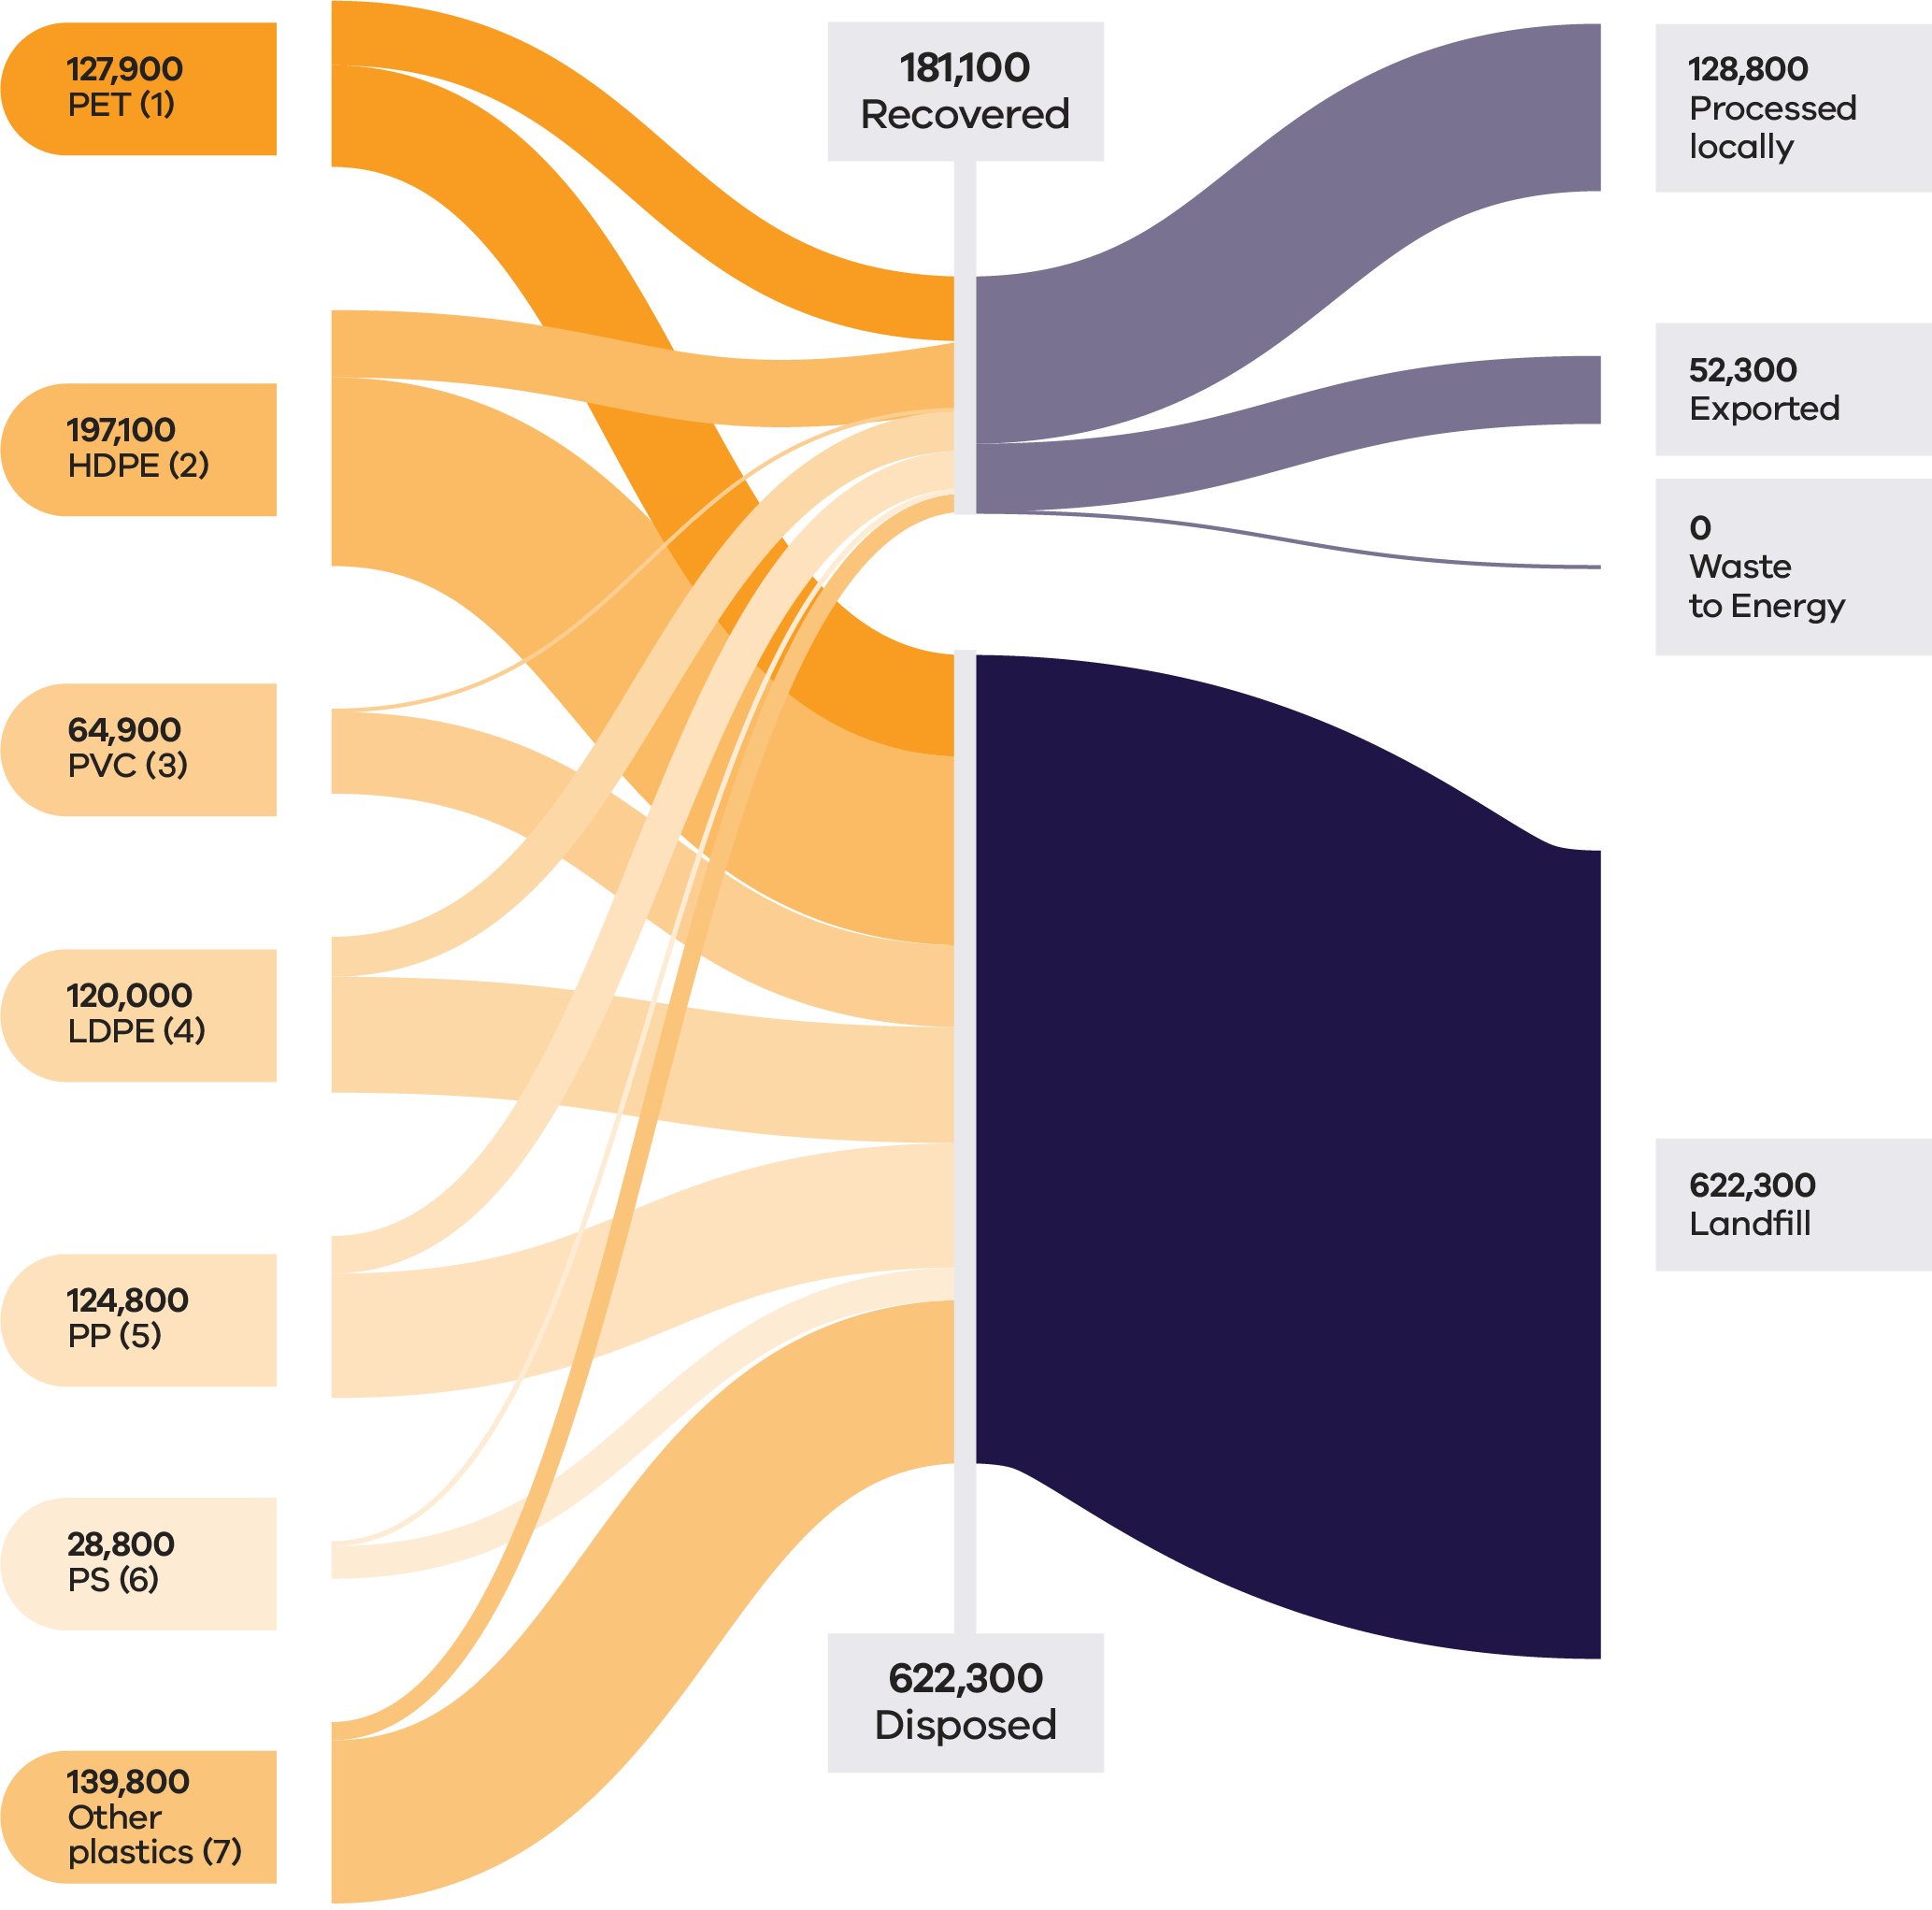 127,900
PET (1)
197,100
HDPE (2)
64,900
PVC (3)
120,000
LDPE (4)
124,800
PP (5)
28,800
PS (6)
139,800
Other
plastics (7)
181,100
Recovered
622,300
Disposed
128,800
Processed
locally
52,300
Exported
0
Waste
to Energy
622,300
Landfill